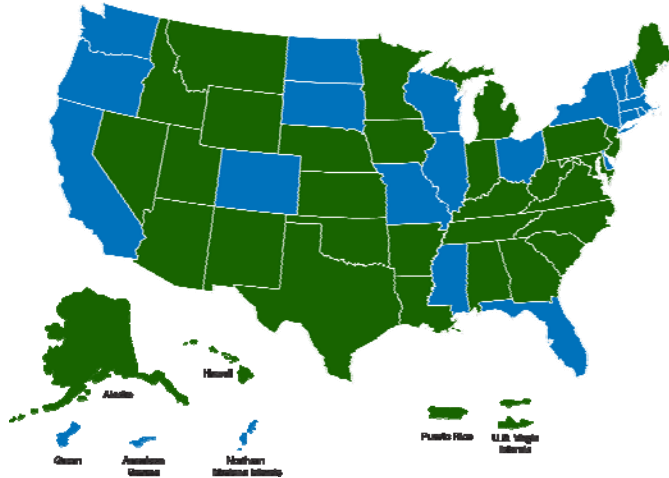 Hawaii
Alaska
Puerto Rico
U.S. Virgin
Islands
Guam
American
Samoa
Northern
Mariana Islands